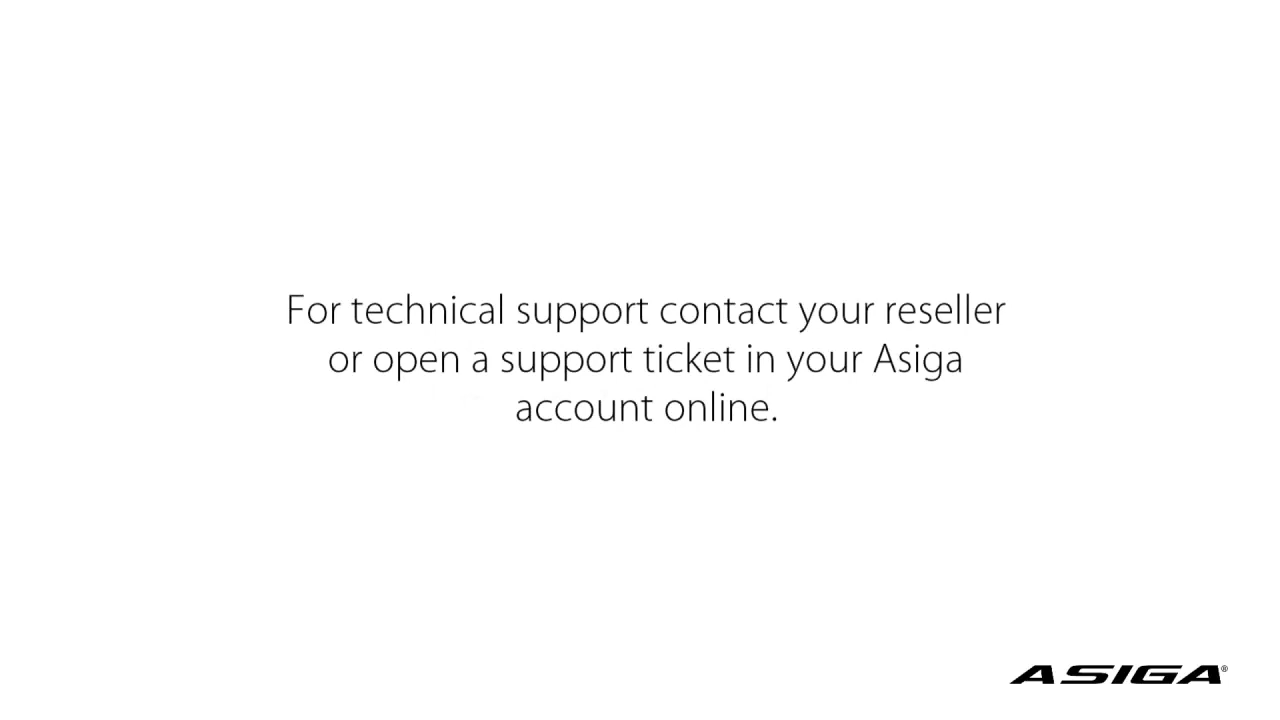 For technical support contact your reseller
or open a support ticket in your Asiga
account online.
ASIGA®